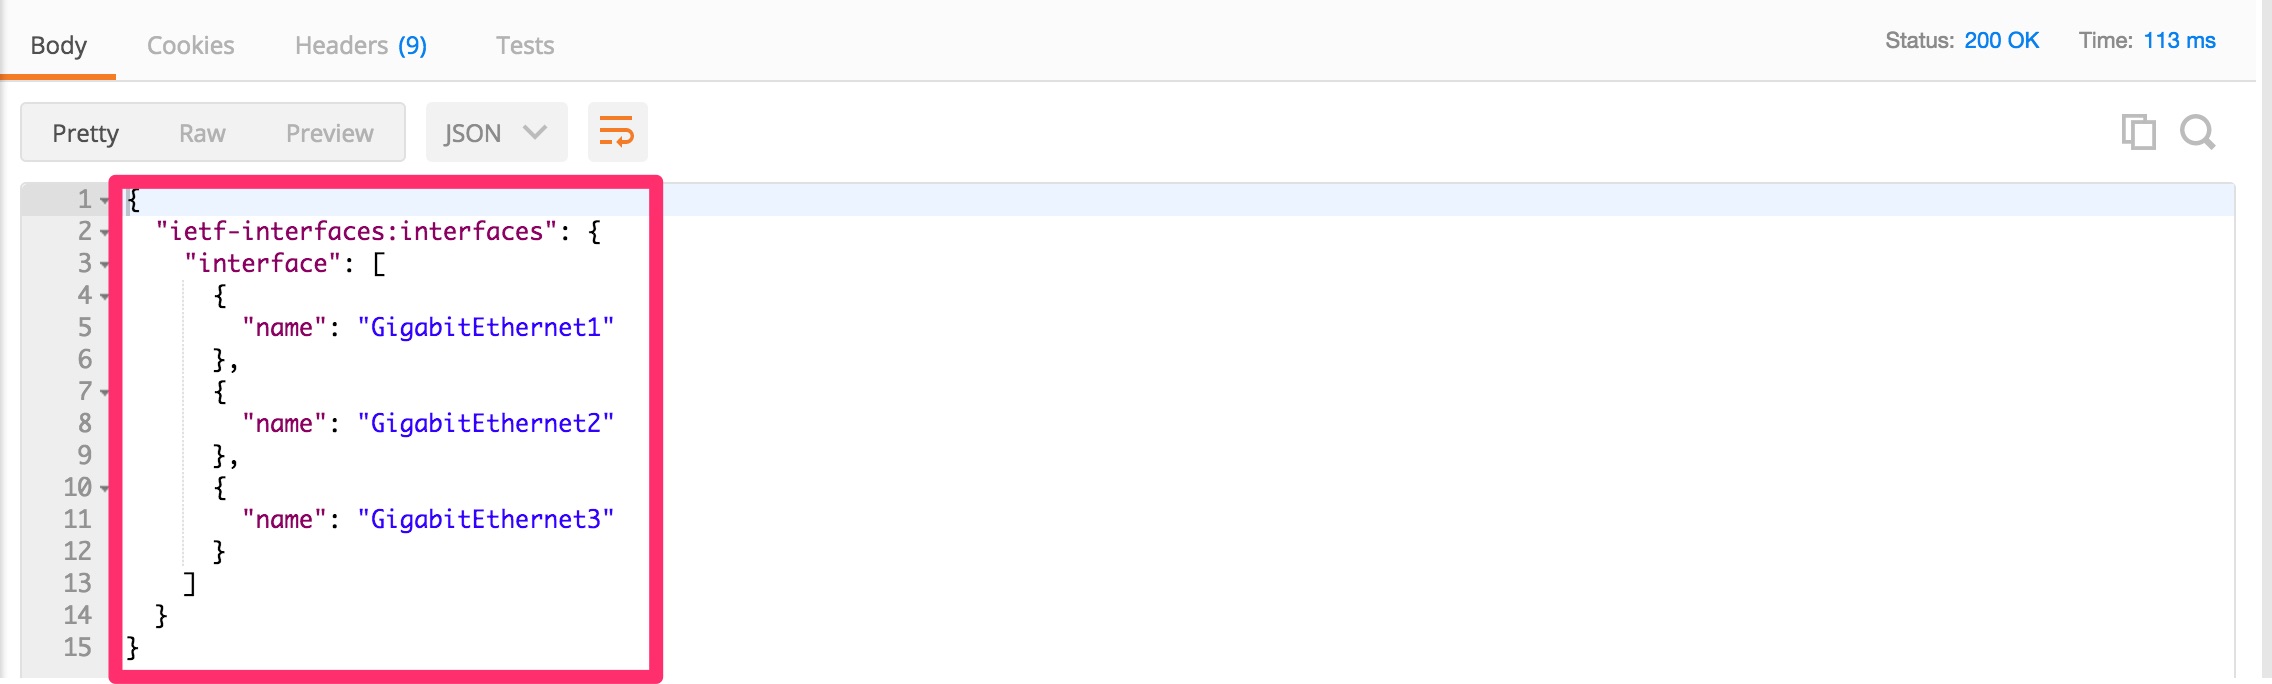 Body Cookies Headers (9) Tests Status: 200 OK Time: 113 ms
Pretty Raw Preview JSON
1 {
2 "ietf-interfaces:interfaces": {
3 "interface": [
4 {
5 "name": "GigabitEthernet1"
6 },
7 {
8 "name": "GigabitEthernet2"
9 },
10 {
11 "name": "GigabitEthernet3"
12 }
13 ]
14 }
15 }